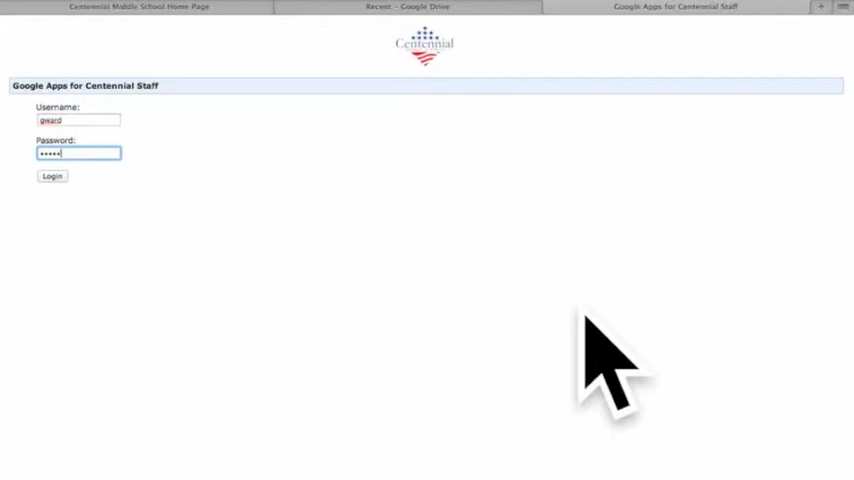 Centennial Middle School Home Page
Recent - Google Drive
Google Apps for Centennial Staff
+
Centennial
Google Apps for Centennial Staff
Username:
gward
Password:
•••••
Login